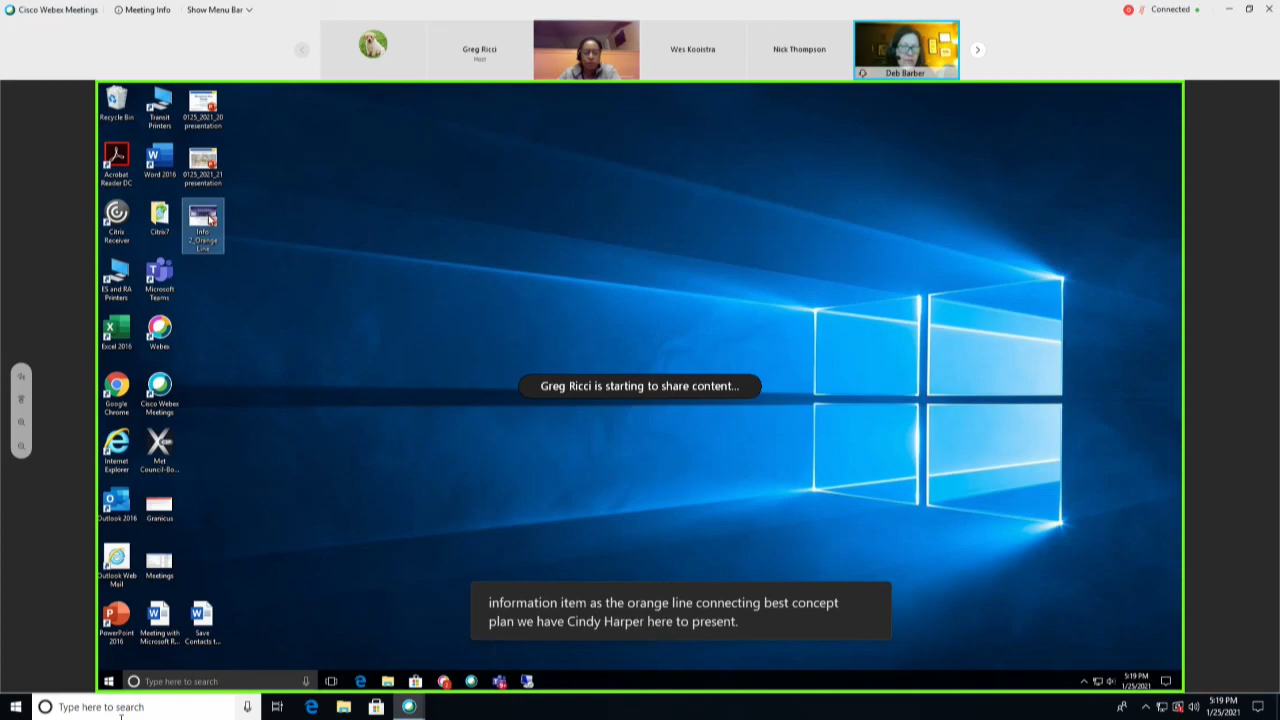 Cisco Webex Meetings
Meeting Info
Show Menu Bar
Connected
Greg Ricci
Host
Wes Kooistra
Nick Thompson
Deb Barber
Recycle Bin
Transit
Printers
0125_2021_20
presentation
Acrobat
Reader DC
Word 2016
0125_2021_21
presentation
Citrix
Receiver
Citrix7
Info
2_Orange
Line
ES and RA
Printers
Microsoft
Teams
Excel 2016
Webex
Google
Chrome
Cisco Webex
Meetings
Greg Ricci is starting to share content...
Internet
Explorer
Met
Council-Bo...
Outlook 2016
Granicus
Outlook Web
Mail
Meetings
PowerPoint
2016
Meeting with
Microsoft R...
Save
Contacts t...
information item as the orange line connecting best concept
plan we have Cindy Harper here to present.
Type here to search
5:19 PM
1/25/2021
Type here to search
5:19 PM
1/25/2021